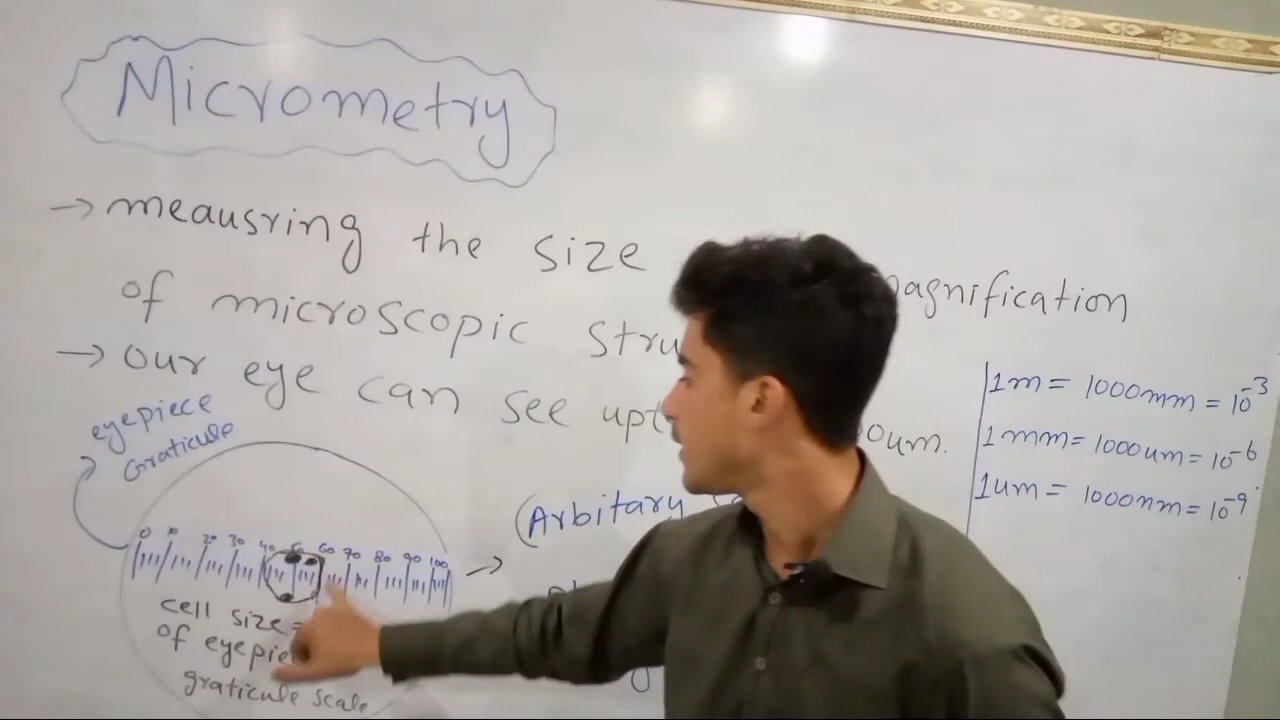 Micrometry
→ meausring the size
of microscopic stru
→ our eye can see upt
agnification
00um.
1m = 1000mm = 10⁻³
1mm = 1000um = 10⁻⁶
1um = 1000nm = 10⁻⁹
eyepiece
Graticule
0 10 20 30 40 50 60 70 80 90 100
(Arbitary
cell size =
of eyepie
graticule scale